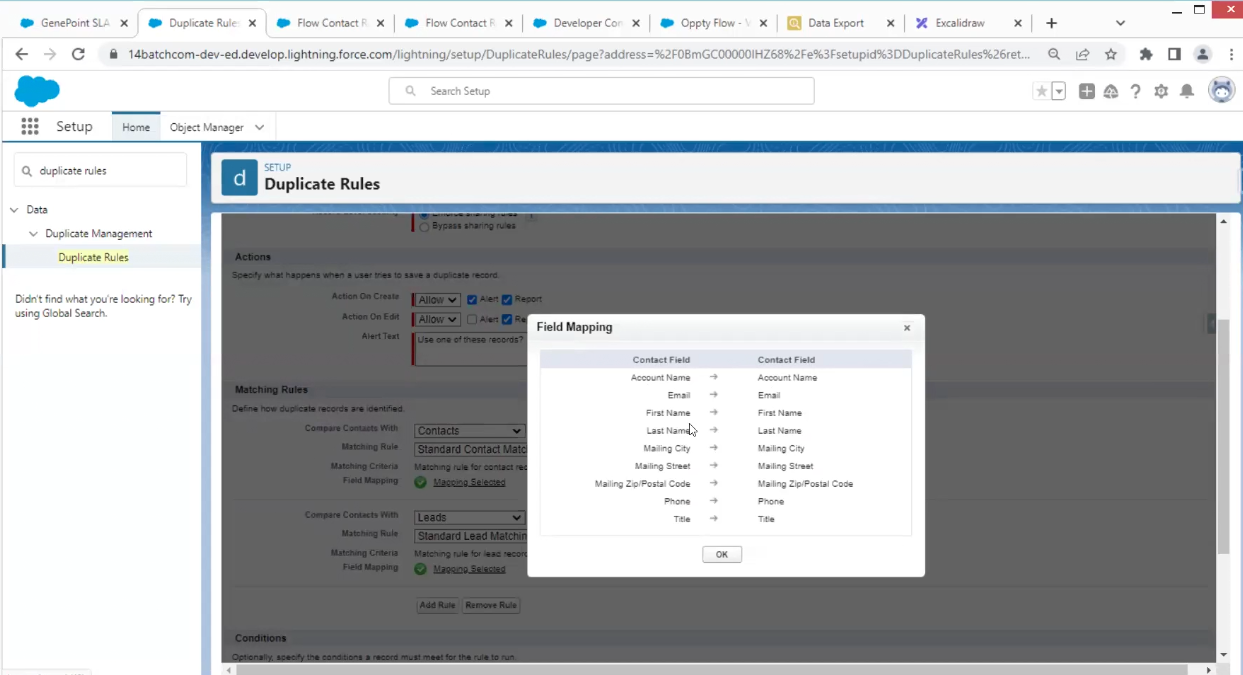 GenePoint SLA
Duplicate Rules
Flow Contact R
Flow Contact R
Developer Con
Oppty Flow - V
Data Export
Excalidraw
14batchcom-dev-ed.develop.lightning.force.com/lightning/setup/DuplicateRules/page?address=%2F0BmGC00000IHZ68%2Fe%3Fsetupid%3DDuplicateRules%26ret...
Search Setup
Setup
Home
Object Manager
duplicate rules
Data
Duplicate Management
Duplicate Rules
Didn't find what you're looking for? Try
using Global Search.
d
SETUP
Duplicate Rules
Enforce sharing rules
Bypass sharing rules
Actions
Specify what happens when a user tries to save a duplicate record.
Action On Create Allow Alert Report
Action On Edit Allow Alert Re
Alert Text Use one of these records?
Matching Rules
Define how duplicate records are identified.
Compare Contacts With Contacts
Matching Rule Standard Contact Matc
Matching Criteria Matching rule for contact rec
Field Mapping Mapping Selected
Compare Contacts With Leads
Matching Rule Standard Lead Matchin
Matching Criteria Matching rule for lead recor
Field Mapping Mapping Selected
Add Rule Remove Rule
Conditions
Optionally, specify the conditions a record must meet for the rule to run.
Field Mapping
Contact Field Contact Field
Account Name Account Name
Email Email
First Name First Name
Last Name Last Name
Mailing City Mailing City
Mailing Street Mailing Street
Mailing Zip/Postal Code Mailing Zip/Postal Code
Phone Phone
Title Title
OK